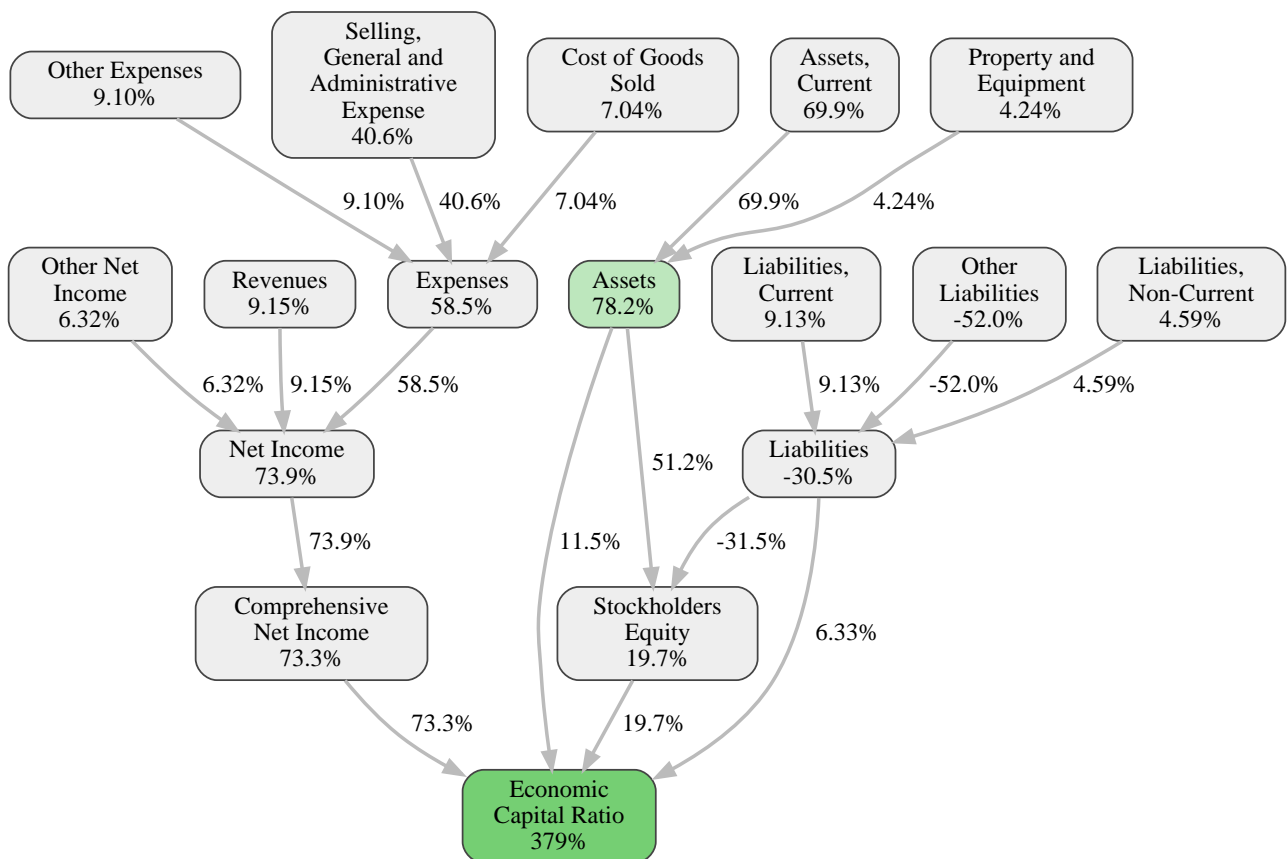 Other Expenses
9.10%
Selling,
General and
Administrative
Expense
40.6%
Cost of Goods
Sold
7.04%
Assets,
Current
69.9%
Property and
Equipment
4.24%
9.10%
40.6%
7.04%
69.9%
4.24%
Other Net
Income
6.32%
Revenues
9.15%
Expenses
58.5%
Assets
78.2%
Liabilities,
Current
9.13%
Other
Liabilities
-52.0%
Liabilities,
Non-Current
4.59%
6.32%
9.15%
58.5%
9.13%
-52.0%
4.59%
Net Income
73.9%
51.2%
Liabilities
-30.5%
73.9%
11.5%
-31.5%
Comprehensive
Net Income
73.3%
Stockholders
Equity
19.7%
6.33%
73.3%
19.7%
Economic
Capital Ratio
379%